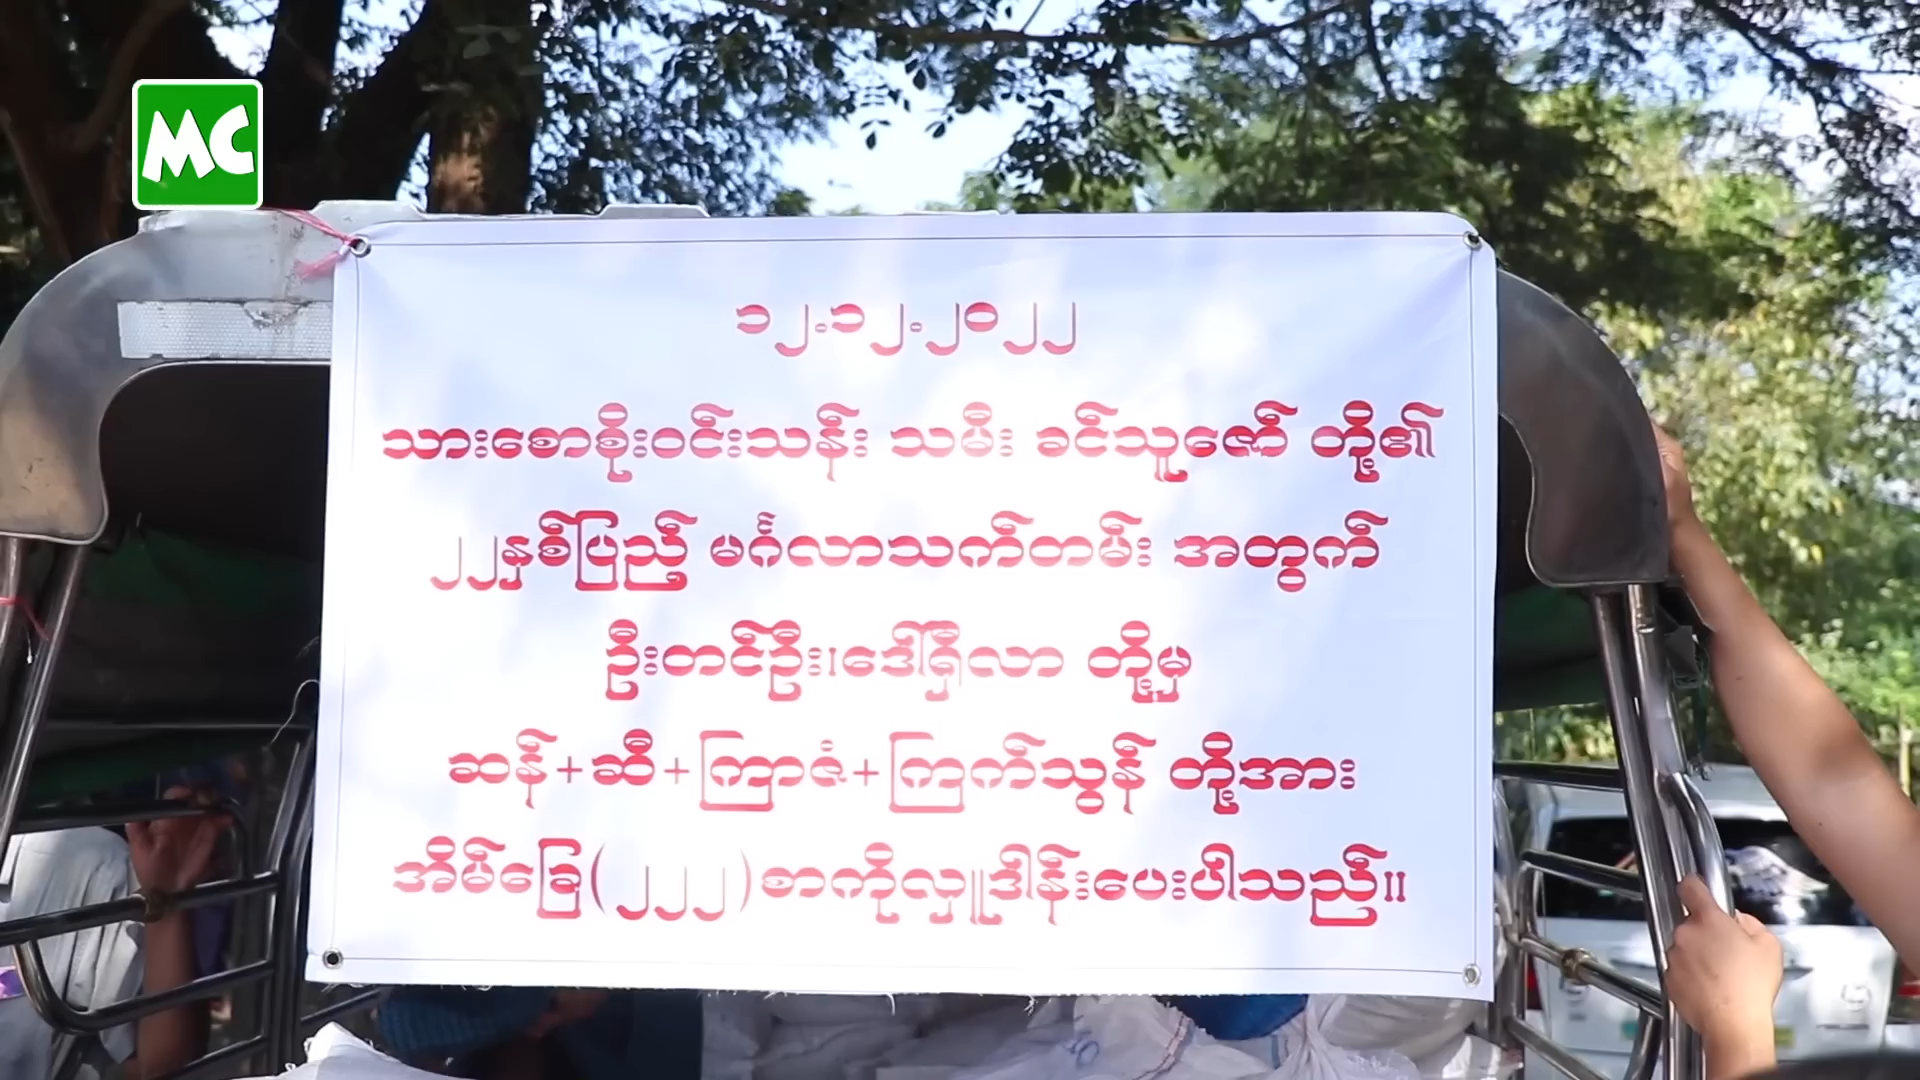 MC
၁၂.၁၂.၂၀၂၂
သားစောစိုးဝင်းသန်း သမီး ခင်သူဇော် တို့၏
၂၂နှစ်ပြည့် မင်္ဂလာသက်တမ်း အတွက်
ဦးတင်ဦး၊ဒေါ်ရှီလာ တို့မှ
ဆန်+ဆီ+ကြာဇံ+ကြက်သွန် တို့အား
အိမ်ခြေ(၂၂၂)စာကိုလှူဒါန်းပေးပါသည်။